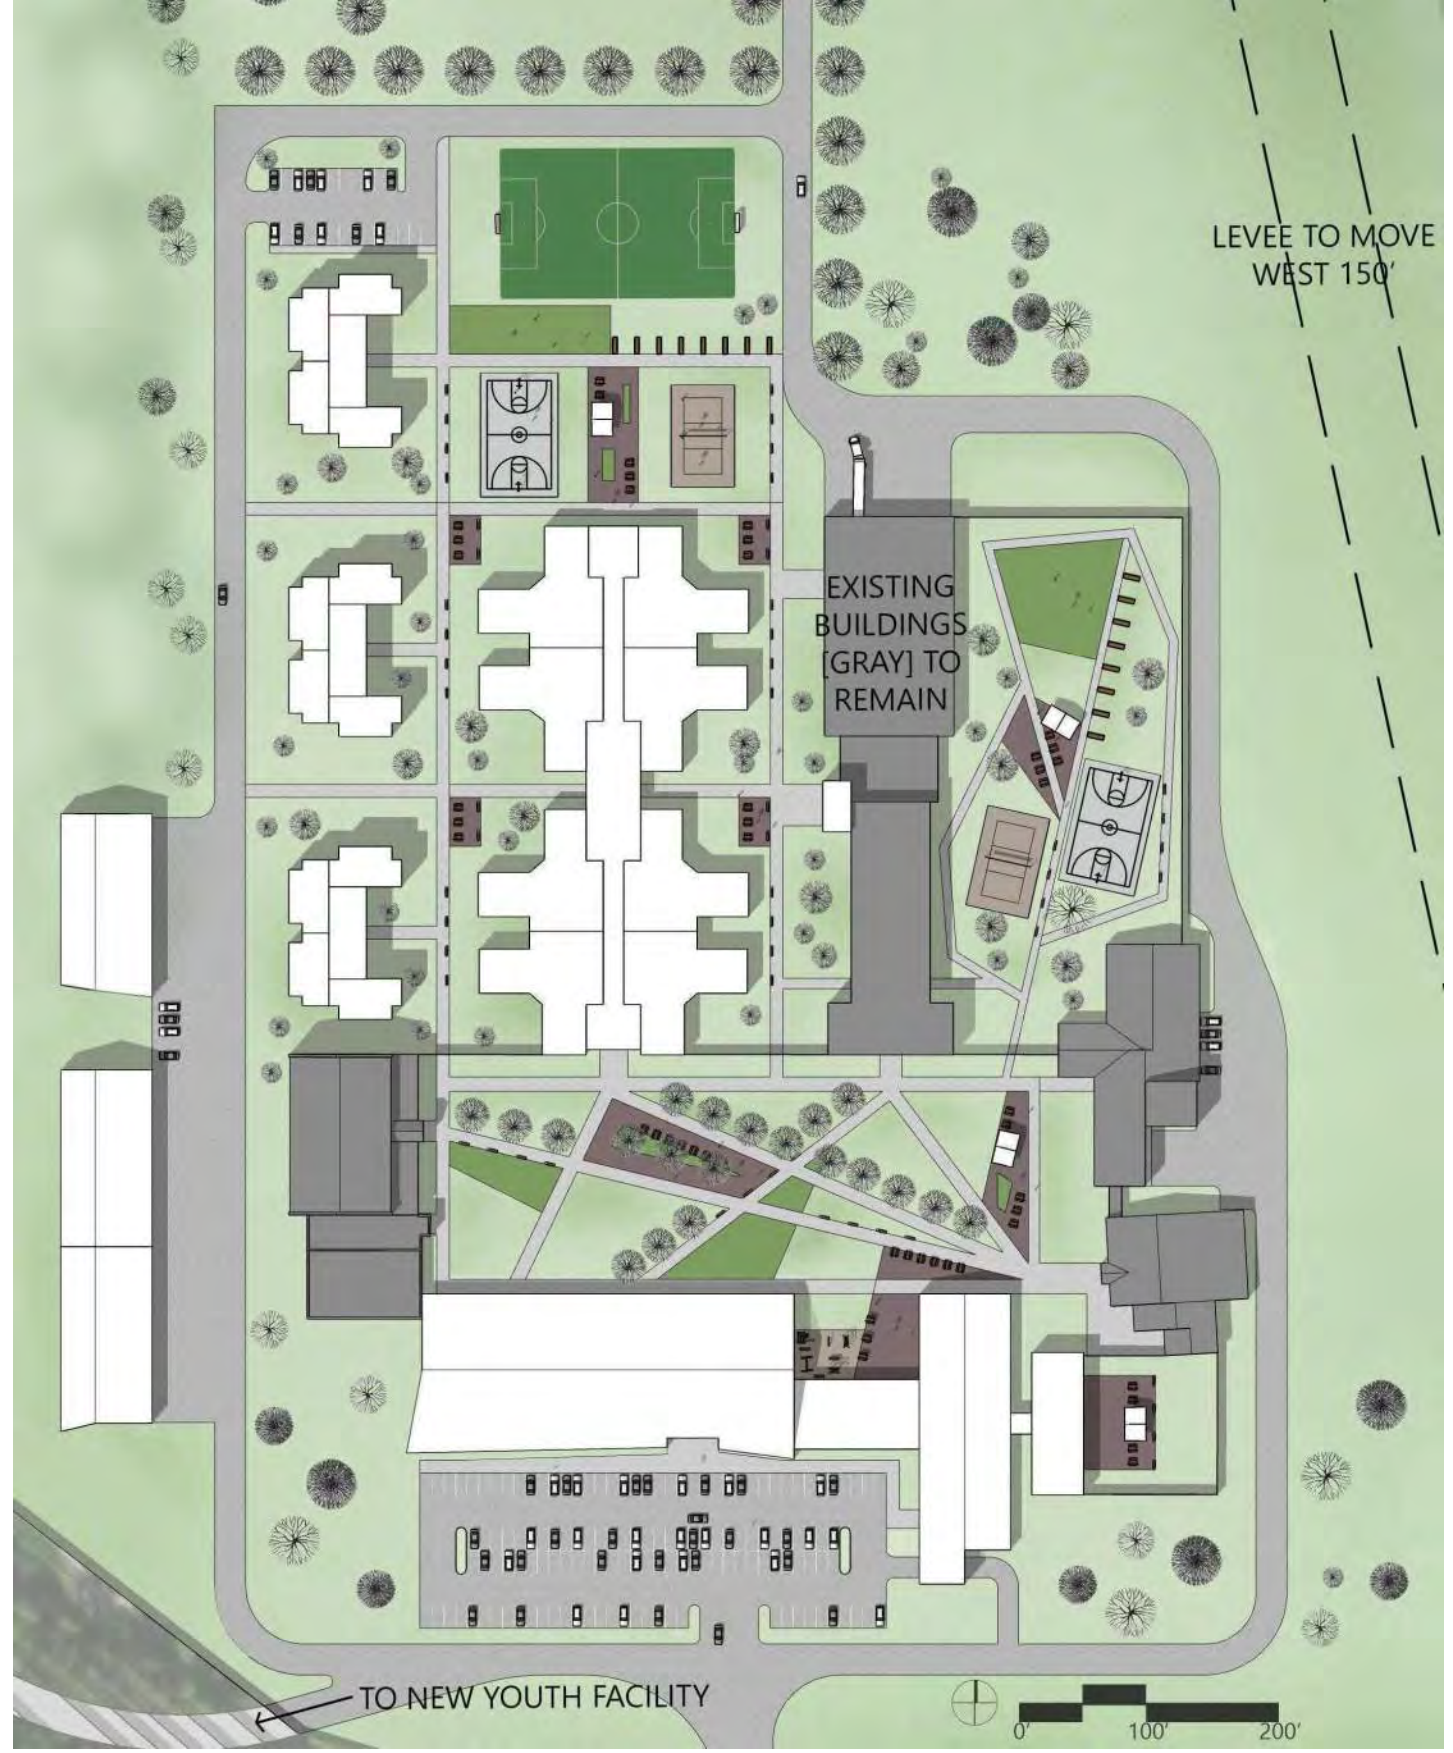 LEVEE TO MOVE
WEST 150'
EXISTING
BUILDINGS
[GRAY] TO
REMAIN
TO NEW YOUTH FACILITY
0' 100' 200'